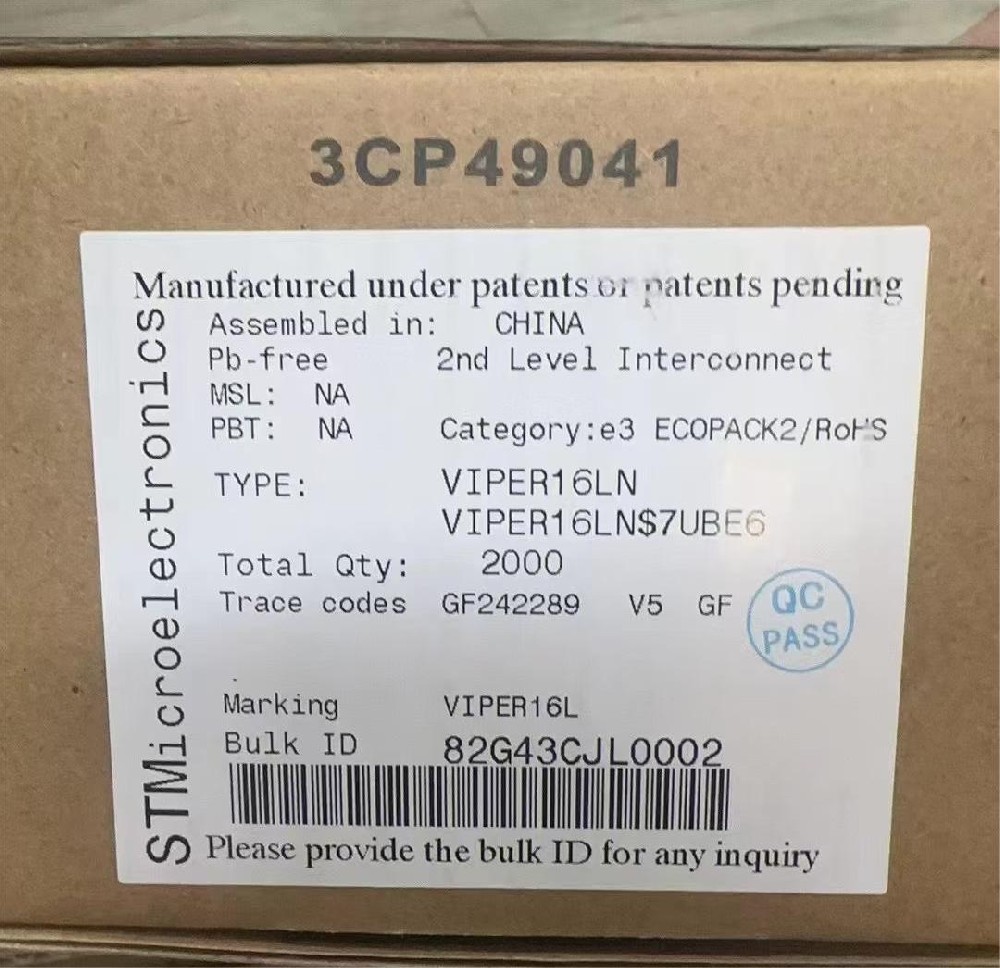 3CP49041
Manufactured under patents or patents pending
STMicroelectronics
Assembled in: CHINA
Pb-free 2nd Level Interconnect
MSL: NA
PBT: NA Category:e3 ECOPACK2/RoHS
TYPE: VIPER16LN
VIPER16LN$7UBE6
Total Qty: 2000
Trace codes GF242289 V5 GF
QC
PASS
Marking VIPER16L
Bulk ID 82G43CJL0002
Please provide the bulk ID for any inquiry